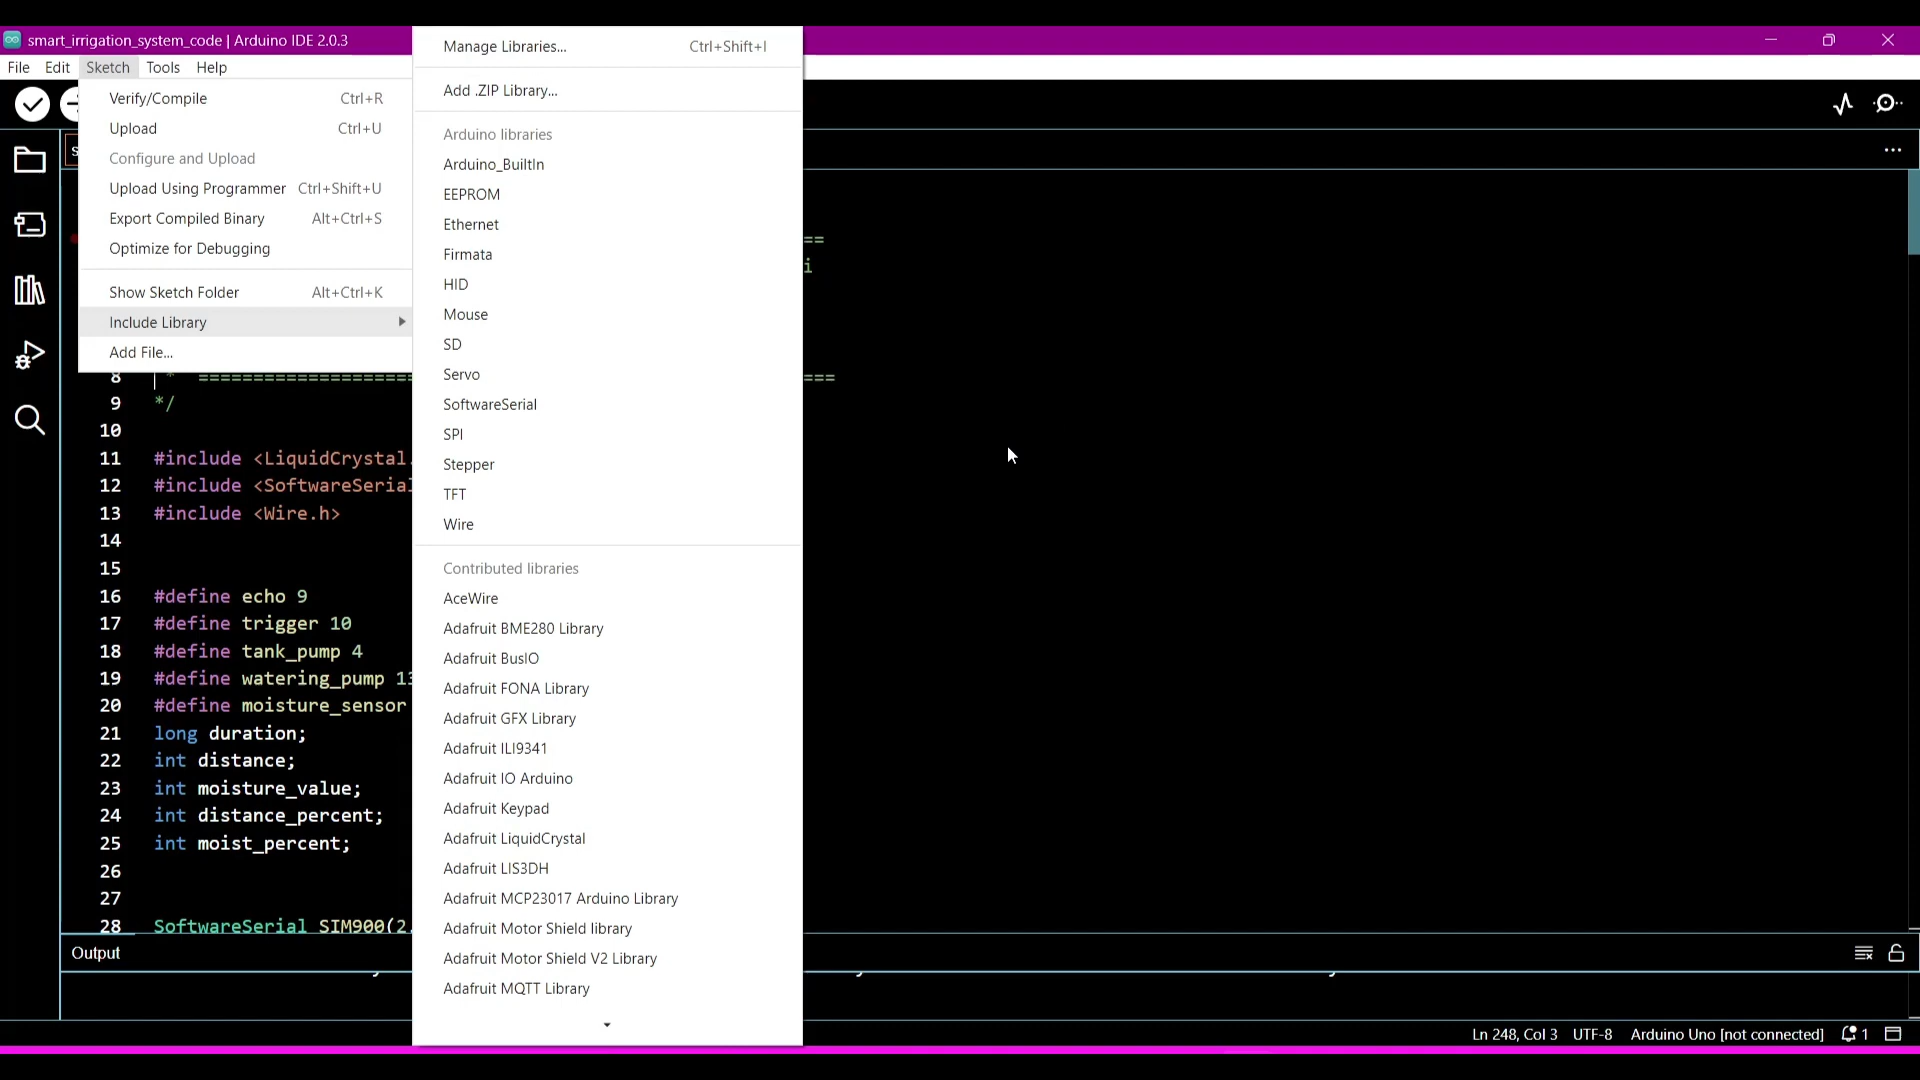 smart_irrigation_system_code | Arduino IDE 2.0.3
File Edit Sketch Tools Help
Verify/Compile Ctrl+R
Upload Ctrl+U
Configure and Upload
Upload Using Programmer Ctrl+Shift+U
Export Compiled Binary Alt+Ctrl+S
Optimize for Debugging
Show Sketch Folder Alt+Ctrl+K
Include Library
Add File...
Manage Libraries... Ctrl+Shift+I
Add .ZIP Library...
Arduino libraries
Arduino_BuiltIn
EEPROM
Ethernet
Firmata
HID
Mouse
SD
Servo
SoftwareSerial
SPI
Stepper
TFT
Wire
Contributed libraries
AceWire
Adafruit BME280 Library
Adafruit BusIO
Adafruit FONA Library
Adafruit GFX Library
Adafruit ILI9341
Adafruit IO Arduino
Adafruit Keypad
Adafruit LiquidCrystal
Adafruit LIS3DH
Adafruit MCP23017 Arduino Library
Adafruit Motor Shield library
Adafruit Motor Shield V2 Library
Adafruit MQTT Library
==
i
8 * ==================== ===
9 */
10
11 #include <LiquidCrystal.
12 #include <SoftwareSerial
13 #include <Wire.h>
14
15
16 #define echo 9
17 #define trigger 10
18 #define tank_pump 4
19 #define watering_pump 13
20 #define moisture_sensor
21 long duration;
22 int distance;
23 int moisture_value;
24 int distance_percent;
25 int moist_percent;
26
27
28 SoftwareSerial SIM900(2,
Output
Ln 248, Col 3 UTF-8 Arduino Uno [not connected] 1